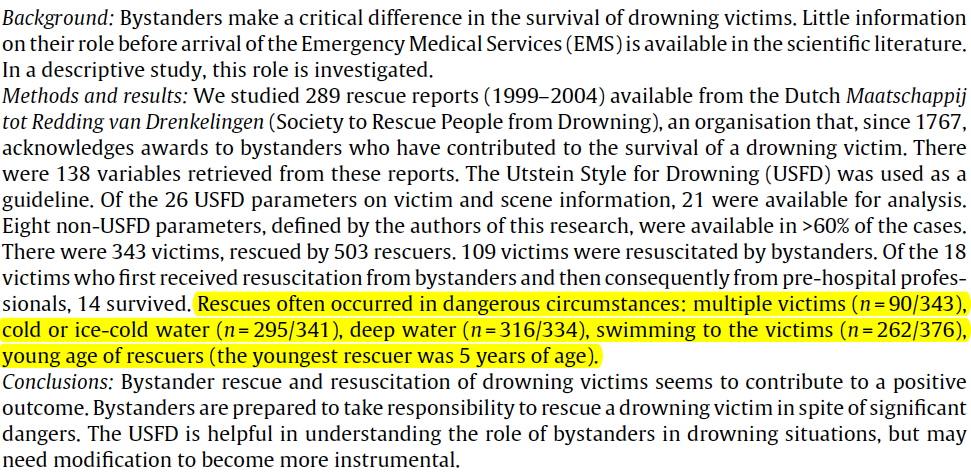 Background: Bystanders make a critical difference in the survival of drowning victims. Little information
on their role before arrival of the Emergency Medical Services (EMS) is available in the scientific literature.
In a descriptive study, this role is investigated.
Methods and results: We studied 289 rescue reports (1999–2004) available from the Dutch Maatschappij
tot Redding van Drenkelingen (Society to Rescue People from Drowning), an organisation that, since 1767,
acknowledges awards to bystanders who have contributed to the survival of a drowning victim. There
were 138 variables retrieved from these reports. The Utstein Style for Drowning (USFD) was used as a
guideline. Of the 26 USFD parameters on victim and scene information, 21 were available for analysis.
Eight non-USFD parameters, defined by the authors of this research, were available in >60% of the cases.
There were 343 victims, rescued by 503 rescuers. 109 victims were resuscitated by bystanders. Of the 18
victims who first received resuscitation from bystanders and then consequently from pre-hospital profes-
sionals, 14 survived. Rescues often occurred in dangerous circumstances: multiple victims (n = 90/343),
cold or ice-cold water (n = 295/341), deep water (n = 316/334), swimming to the victims (n = 262/376),
young age of rescuers (the youngest rescuer was 5 years of age).
Conclusions: Bystander rescue and resuscitation of drowning victims seems to contribute to a positive
outcome. Bystanders are prepared to take responsibility to rescue a drowning victim in spite of significant
dangers. The USFD is helpful in understanding the role of bystanders in drowning situations, but may
need modification to become more instrumental.